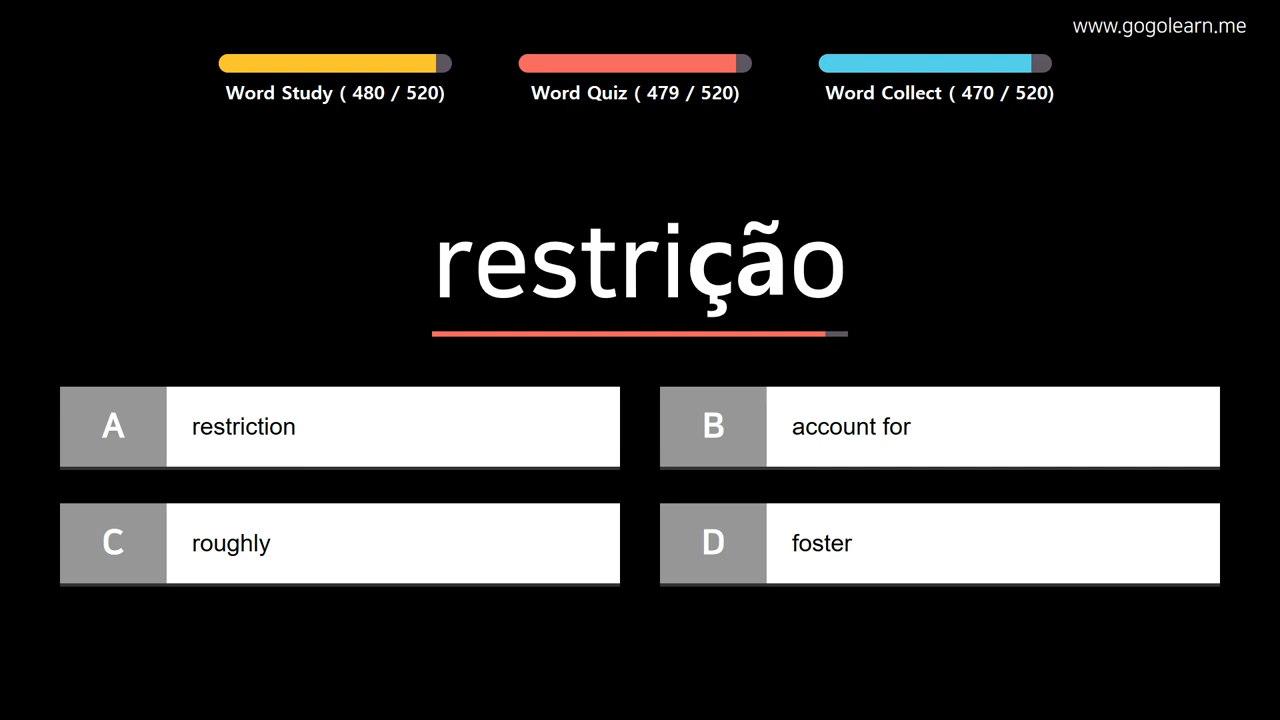 www.gogolearn.me
Word Study ( 480 / 520)
Word Quiz ( 479 / 520)
Word Collect ( 470 / 520)
restrição
A restriction
B account for
C roughly
D foster